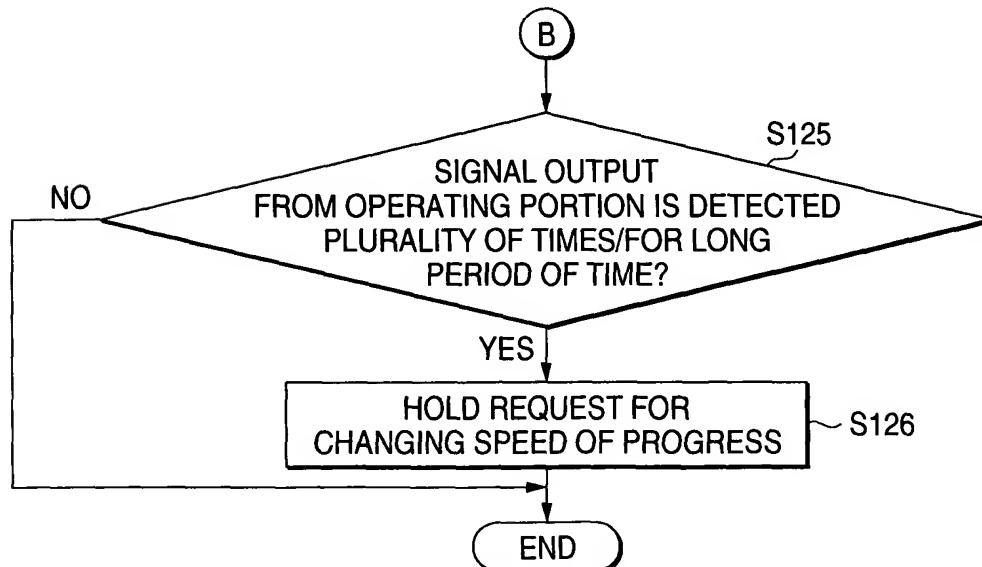 B
S125
SIGNAL OUTPUT
FROM OPERATING PORTION IS DETECTED
PLURALITY OF TIMES/FOR LONG
PERIOD OF TIME?
NO
YES
HOLD REQUEST FOR
CHANGING SPEED OF PROGRESS
S126
END